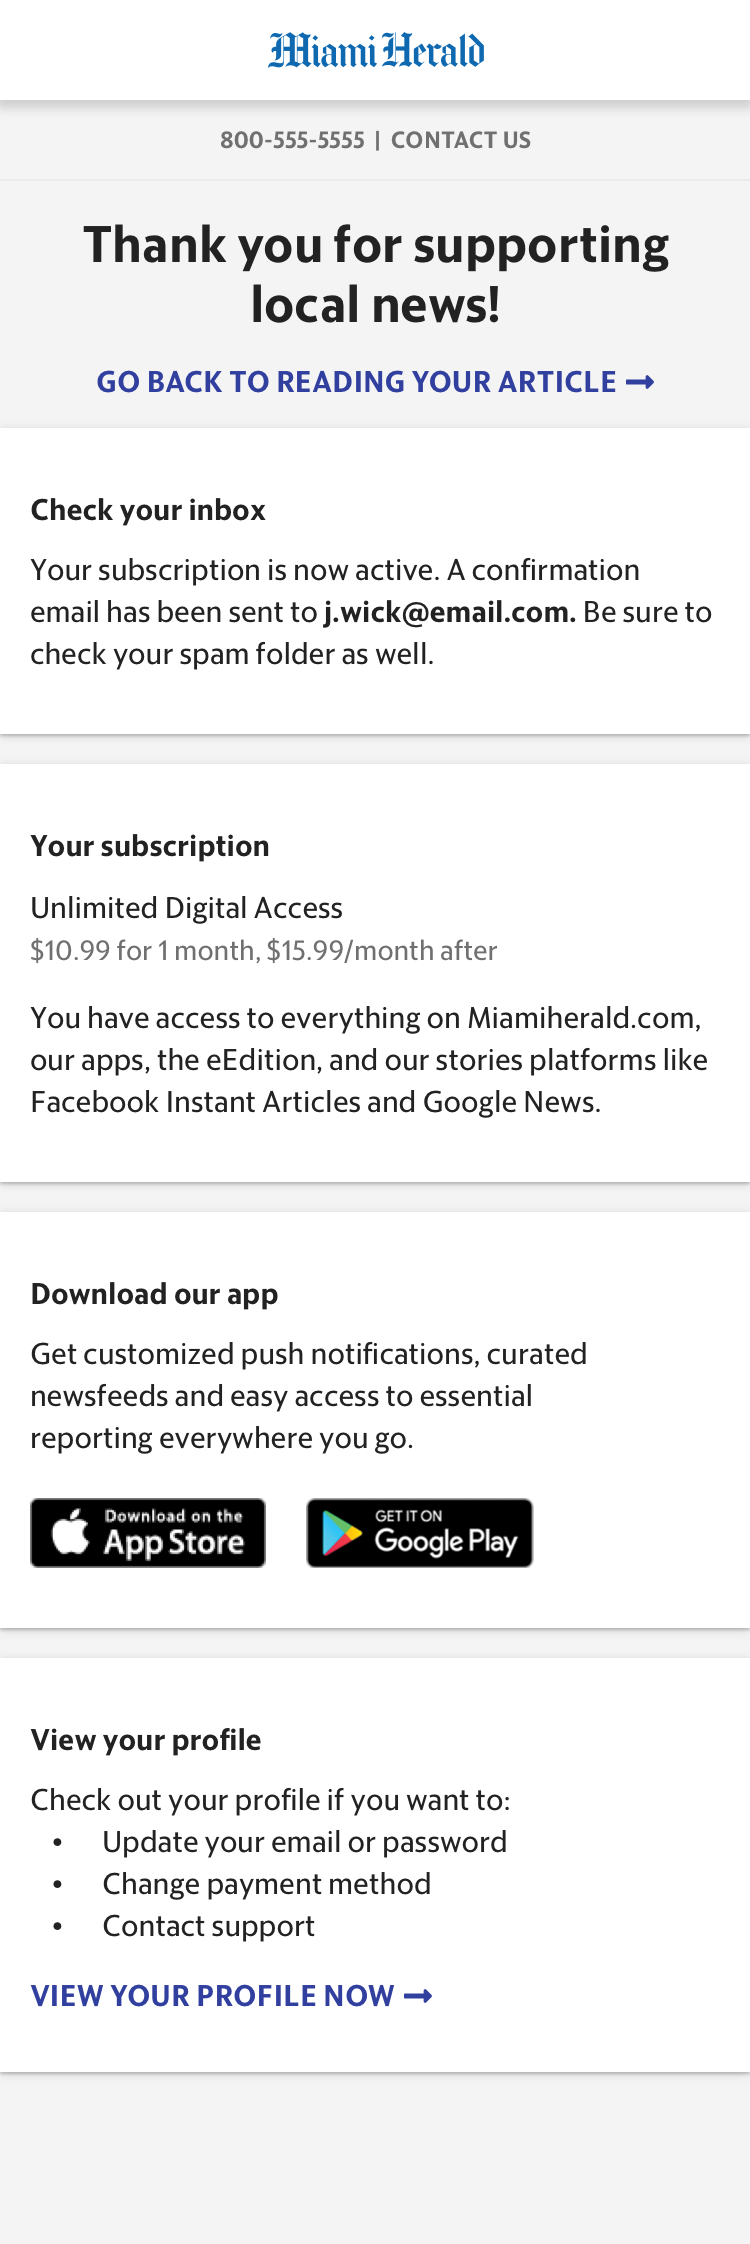 Miami Herald
800-555-5555 | CONTACT US
Thank you for supporting
local news!
GO BACK TO READING YOUR ARTICLE →
Check your inbox
Your subscription is now active. A confirmation
email has been sent to j.wick@email.com. Be sure to
check your spam folder as well.
Your subscription
Unlimited Digital Access
$10.99 for 1 month, $15.99/month after
You have access to everything on Miamiherald.com,
our apps, the eEdition, and our stories platforms like
Facebook Instant Articles and Google News.
Download our app
Get customized push notifications, curated
newsfeeds and easy access to essential
reporting everywhere you go.
Download on the
App Store
GET IT ON
Google Play
View your profile
Check out your profile if you want to:
• Update your email or password
• Change payment method
• Contact support
VIEW YOUR PROFILE NOW →